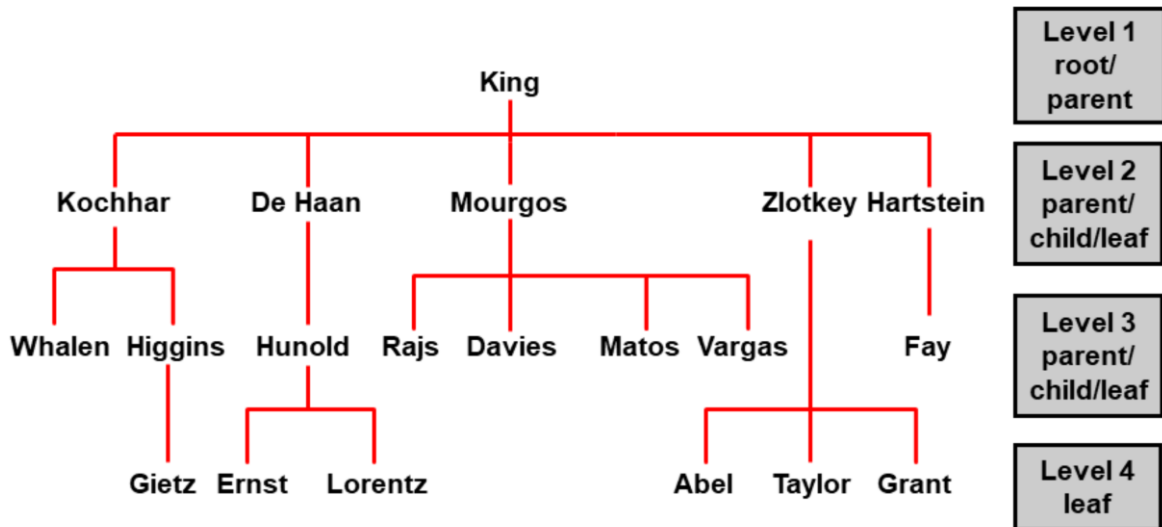 King
Level 1
root/
parent
Kochhar De Haan Mourgos Zlotkey Hartstein
Level 2
parent/
child/leaf
Whalen Higgins Hunold Rajs Davies Matos Vargas Fay
Level 3
parent/
child/leaf
Gietz Ernst Lorentz Abel Taylor Grant
Level 4
leaf